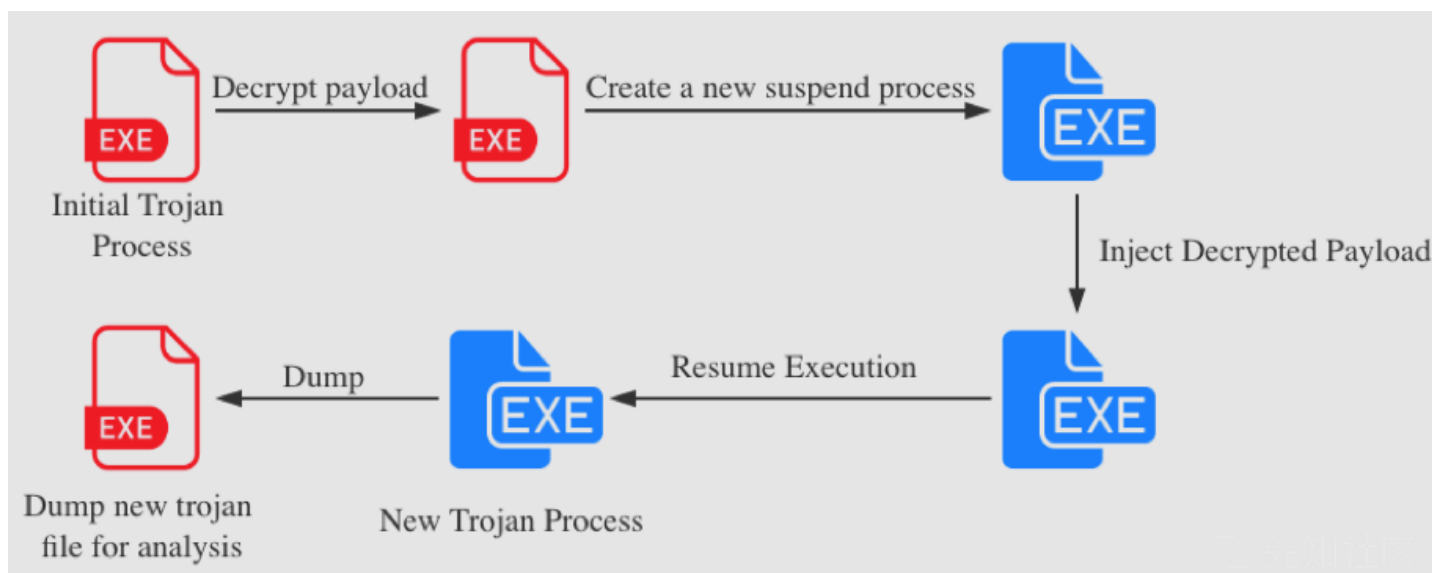 Decrypt payload
Create a new suspend process
EXE
EXE
EXE
Initial Trojan
Process
Inject Decrypted Payload
Resume Execution
Dump
EXE
EXE
EXE
Dump new trojan
file for analysis
New Trojan Process